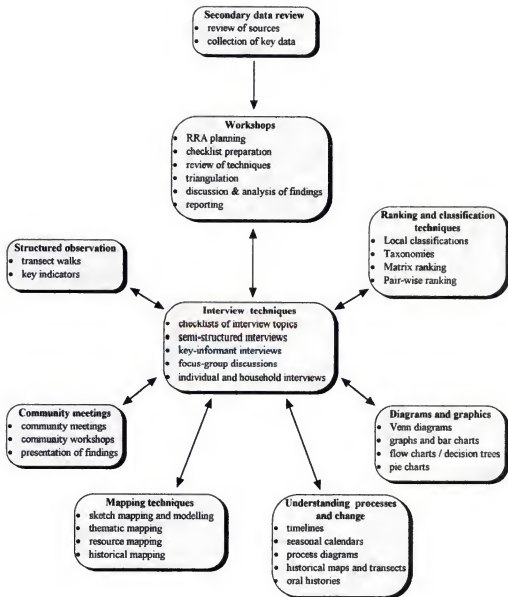 Secondary data review
• review of sources
• collection of key data
Workshops
• RRA planning
• checklist preparation
• review of techniques
• triangulation
• discussion & analysis of findings
• reporting
Ranking and classification
techniques
• Local classifications
• Taxonomies
• Matrix ranking
• Pair-wise ranking
Structured observation
• transect walks
• key indicators
Interview techniques
• checklists of interview topics
• semi-structured interviews
• key-informant interviews
• focus-group discussions
• individual and household interviews
Community meetings
• community meetings
• community workshops
• presentation of findings
Diagrams and graphics
• Venn diagrams
• graphs and bar charts
• flow charts / decision trees
• pie charts
Mapping techniques
• sketch mapping and modelling
• thematic mapping
• resource mapping
• historical mapping
Understanding processes
and change
• timelines
• seasonal calendars
• process diagrams
• historical maps and transects
• oral histories